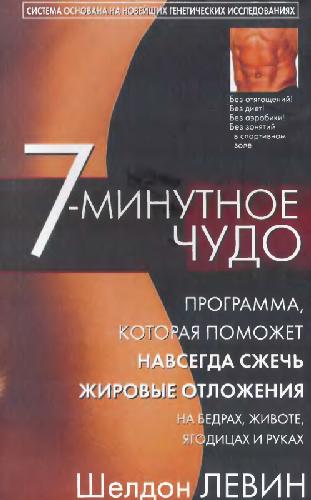 СИСТЕМА ОСНОВАНА НА НОВЕЙШИХ ГЕНЕТИЧЕСКИХ ИССЛЕДОВАНИЯХ
Без отягощений!
Без диет!
Без аэробики!
Без занятий
в спортивном
зале
7-МИНУТНОЕ
ЧУДО
ПРОГРАММА,
КОТОРАЯ ПОМОЖЕТ
НАВСЕГДА СЖЕЧЬ
ЖИРОВЫЕ ОТЛОЖЕНИЯ
НА БЕДРАХ, ЖИВОТЕ,
ЯГОДИЦАХ И РУКАХ
Шелдон ЛЕВИН